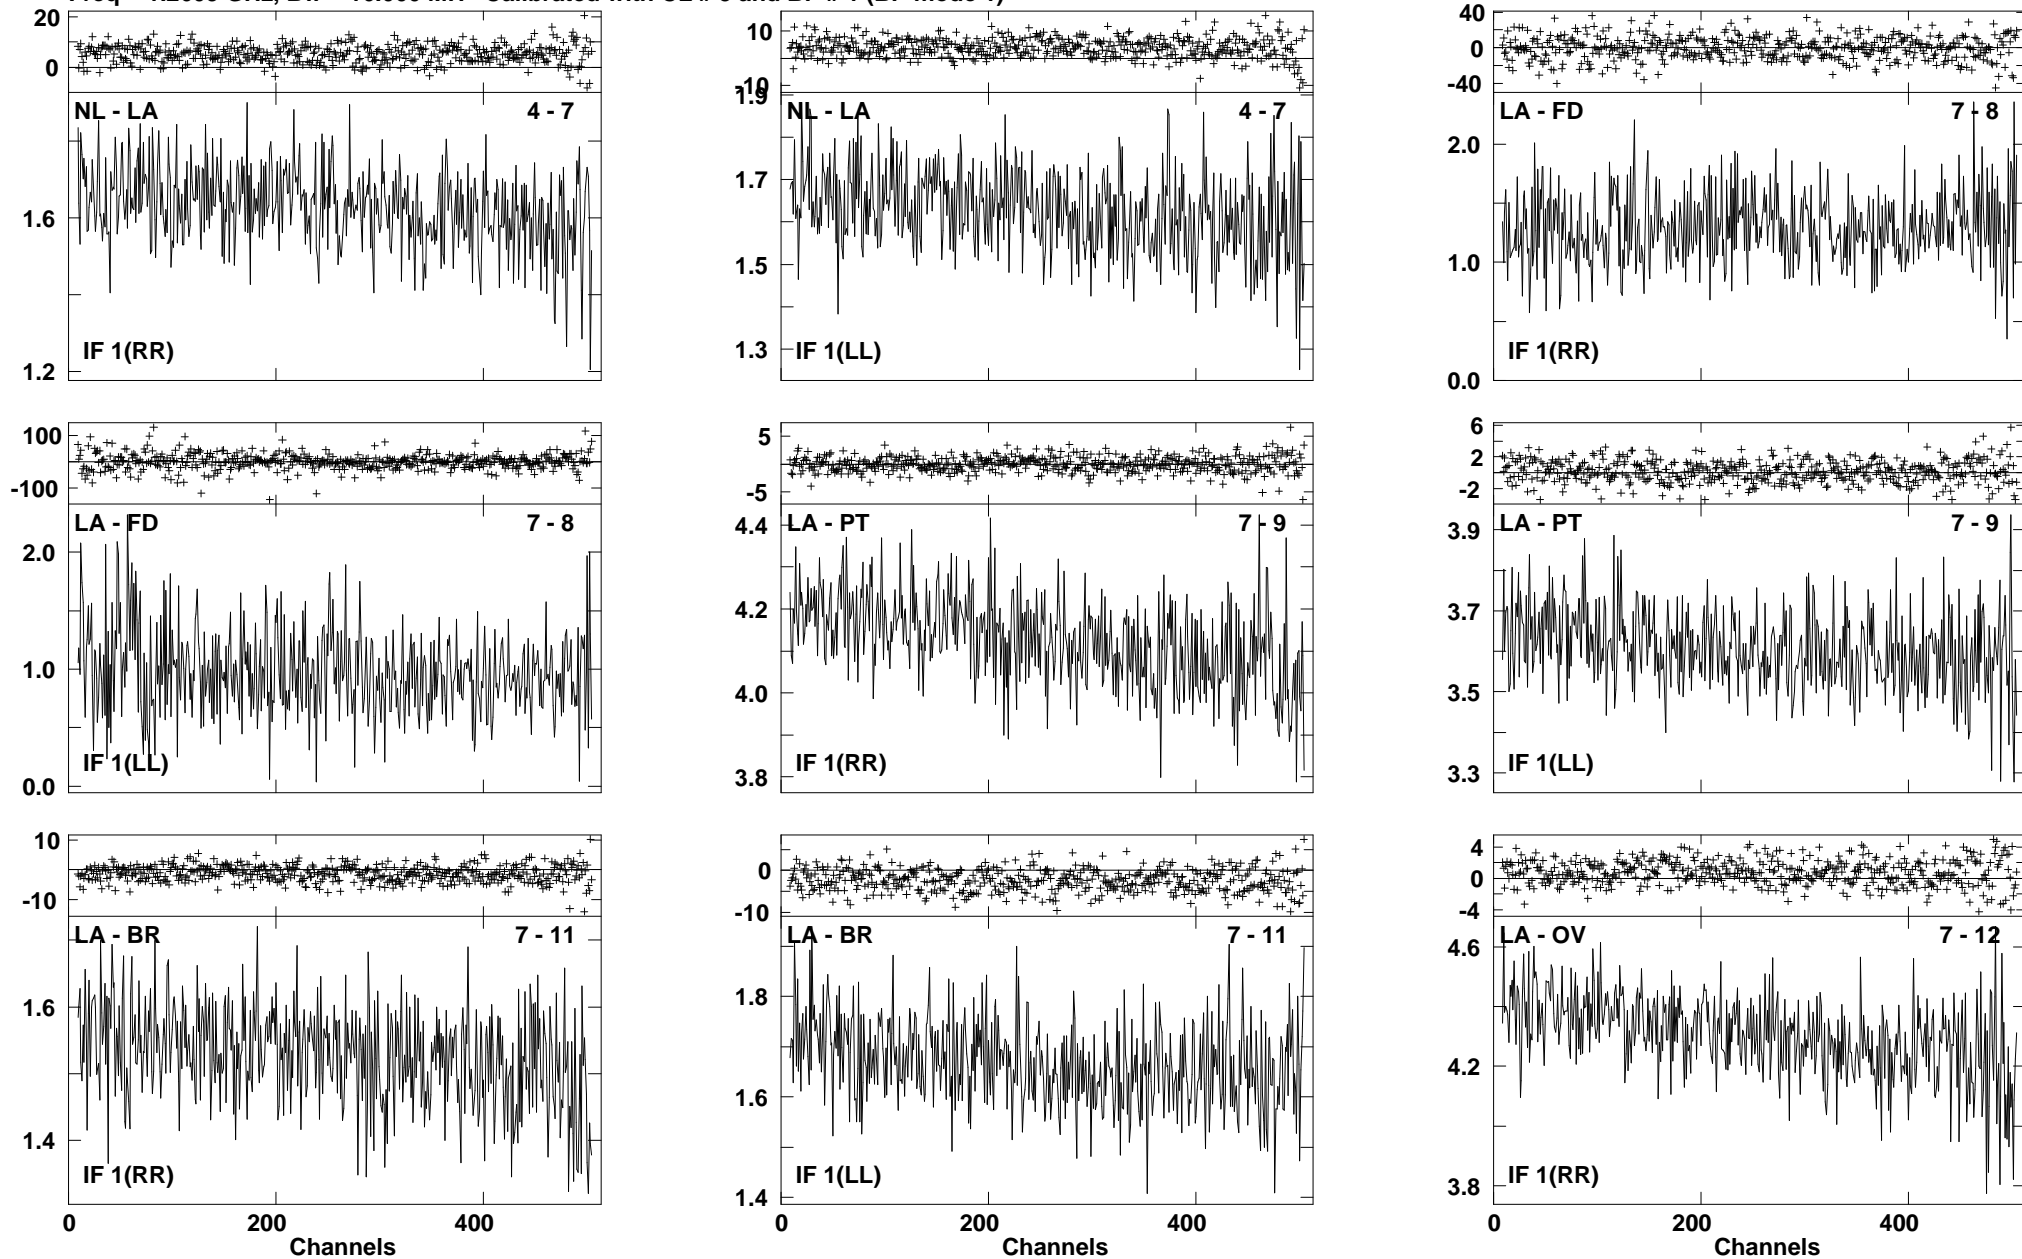 20
0
NL - LA 4 - 7
1.6
1.2
IF 1(RR)
10
-10
1.9
NL - LA 4 - 7
1.7
1.5
1.3
IF 1(LL)
40
0
-40
LA - FD 7 - 8
2.0
1.0
0.0
IF 1(RR)
100
-100
LA - FD 7 - 8
2.0
1.0
0.0
IF 1(LL)
5
-5
LA - PT 7 - 9
4.4
4.2
4.0
3.8
IF 1(RR)
6
2
-2
LA - PT 7 - 9
3.9
3.7
3.5
3.3
IF 1(LL)
10
-10
LA - BR 7 - 11
1.6
1.4
IF 1(RR)
0 200 400
Channels
0
-10
LA - BR 7 - 11
1.8
1.6
1.4
IF 1(LL)
0 200 400
Channels
4
0
-4
LA - OV 7 - 12
4.6
4.2
3.8
IF 1(RR)
0 200 400
Channels